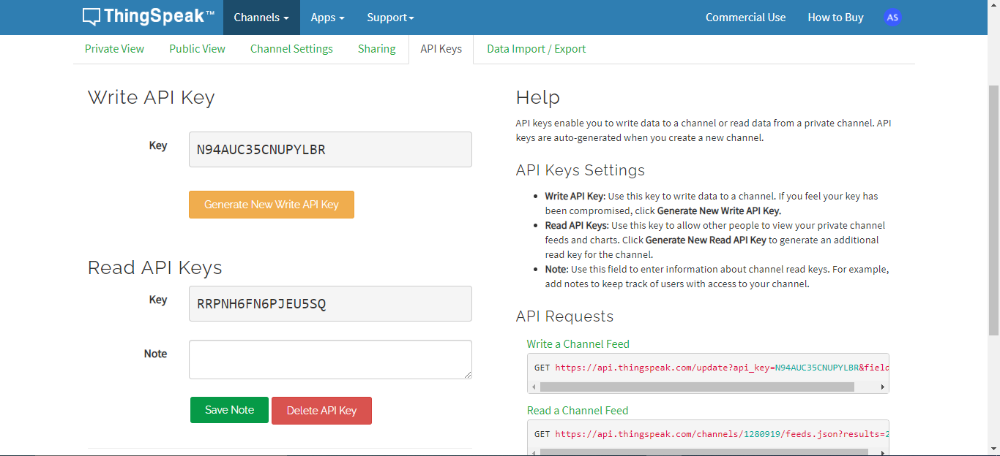 ThingSpeak™ Channels Apps Support Commercial Use How to Buy AS
Private View Public View Channel Settings Sharing API Keys Data Import / Export
Write API Key
Key N94AUC35CNUPYLBR
Generate New Write API Key
Read API Keys
Key RRPNH6FN6PJEU5SQ
Note
Save Note Delete API Key
Help
API keys enable you to write data to a channel or read data from a private channel. API
keys are auto-generated when you create a new channel.
API Keys Settings
• Write API Key: Use this key to write data to a channel. If you feel your key has
been compromised, click Generate New Write API Key.
• Read API Keys: Use this key to allow other people to view your private channel
feeds and charts. Click Generate New Read API Key to generate an additional
read key for the channel.
• Note: Use this field to enter information about channel read keys. For example,
add notes to keep track of users with access to your channel.
API Requests
Write a Channel Feed
GET https://api.thingspeak.com/update?api_key=N94AUC35CNUPYLBR&field
Read a Channel Feed
GET https://api.thingspeak.com/channels/1280919/feeds.json?results=2